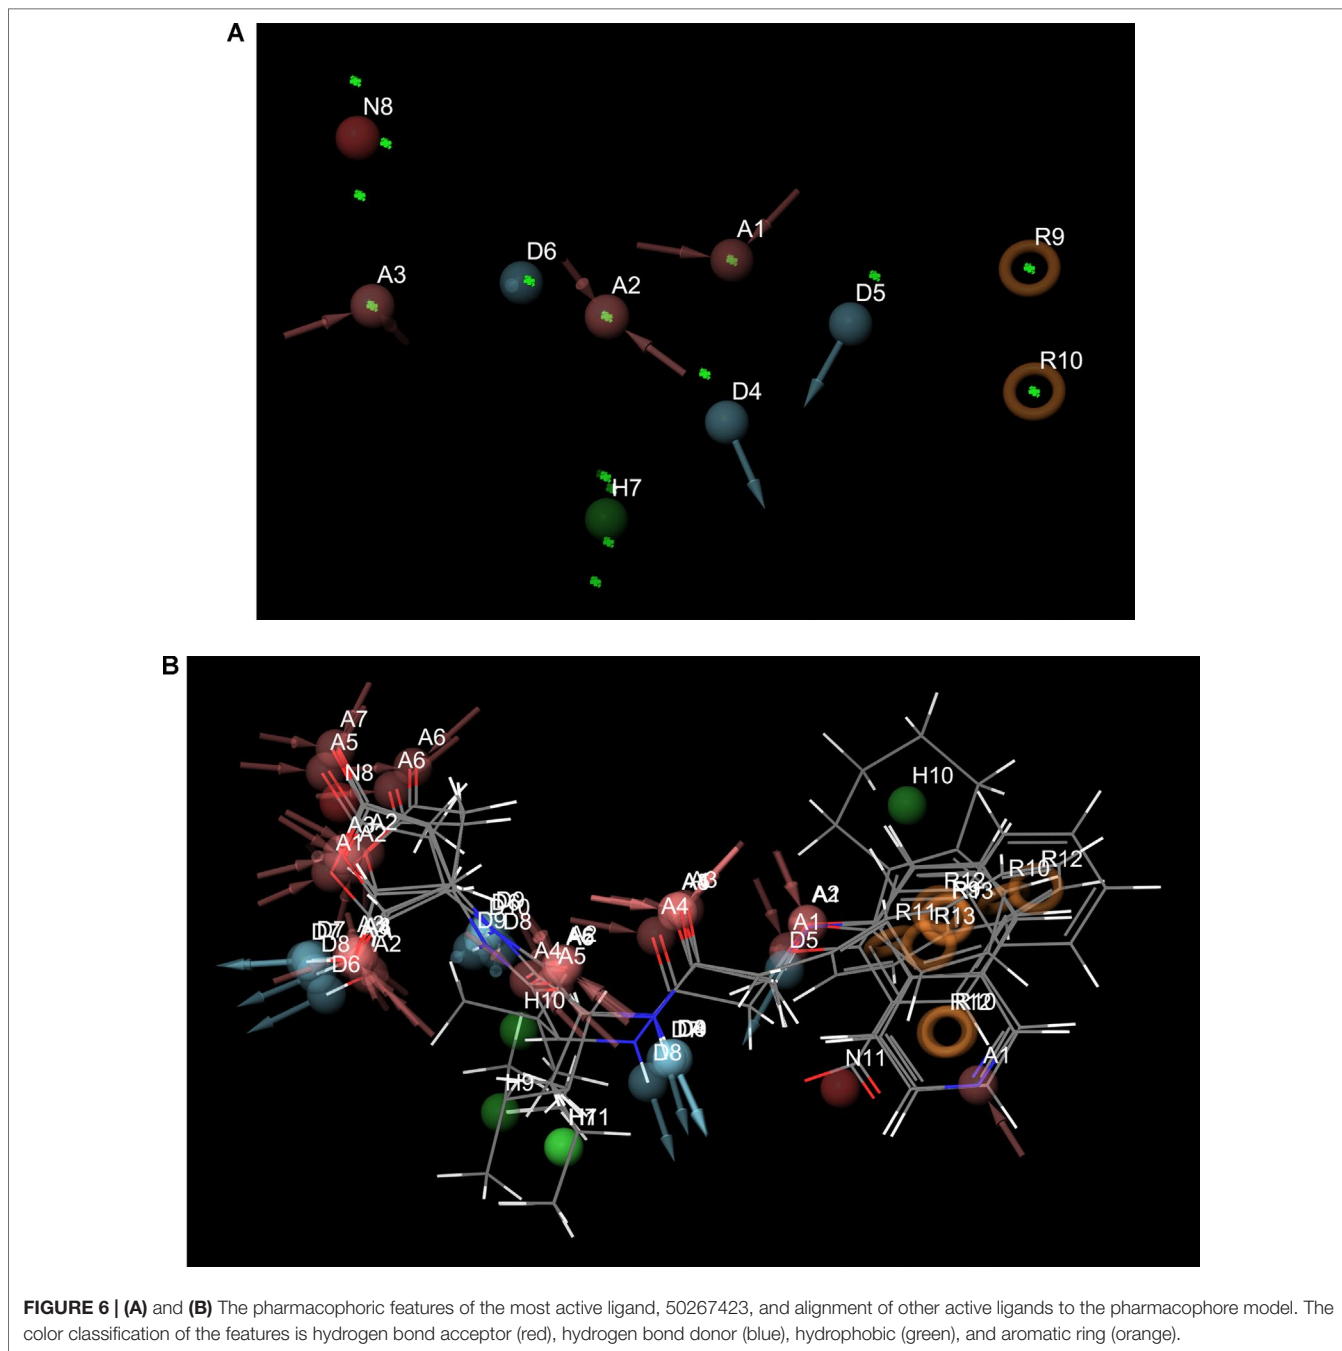 A
N8
A1
D6
R9
A3
A2
D5
R10
D4
H7
B
A7
A6
A5
A6
N8
H10
A2
A1
A2
R12
R10
A4
A1
R11
R13
D9
D8
D5
D7
D8
A2
A4
A5
D6
H10
D8
N11
A1
H9
FIGURE 6 | (A) and (B) The pharmacophoric features of the most active ligand, 50267423, and alignment of other active ligands to the pharmacophore model. The
color classification of the features is hydrogen bond acceptor (red), hydrogen bond donor (blue), hydrophobic (green), and aromatic ring (orange).